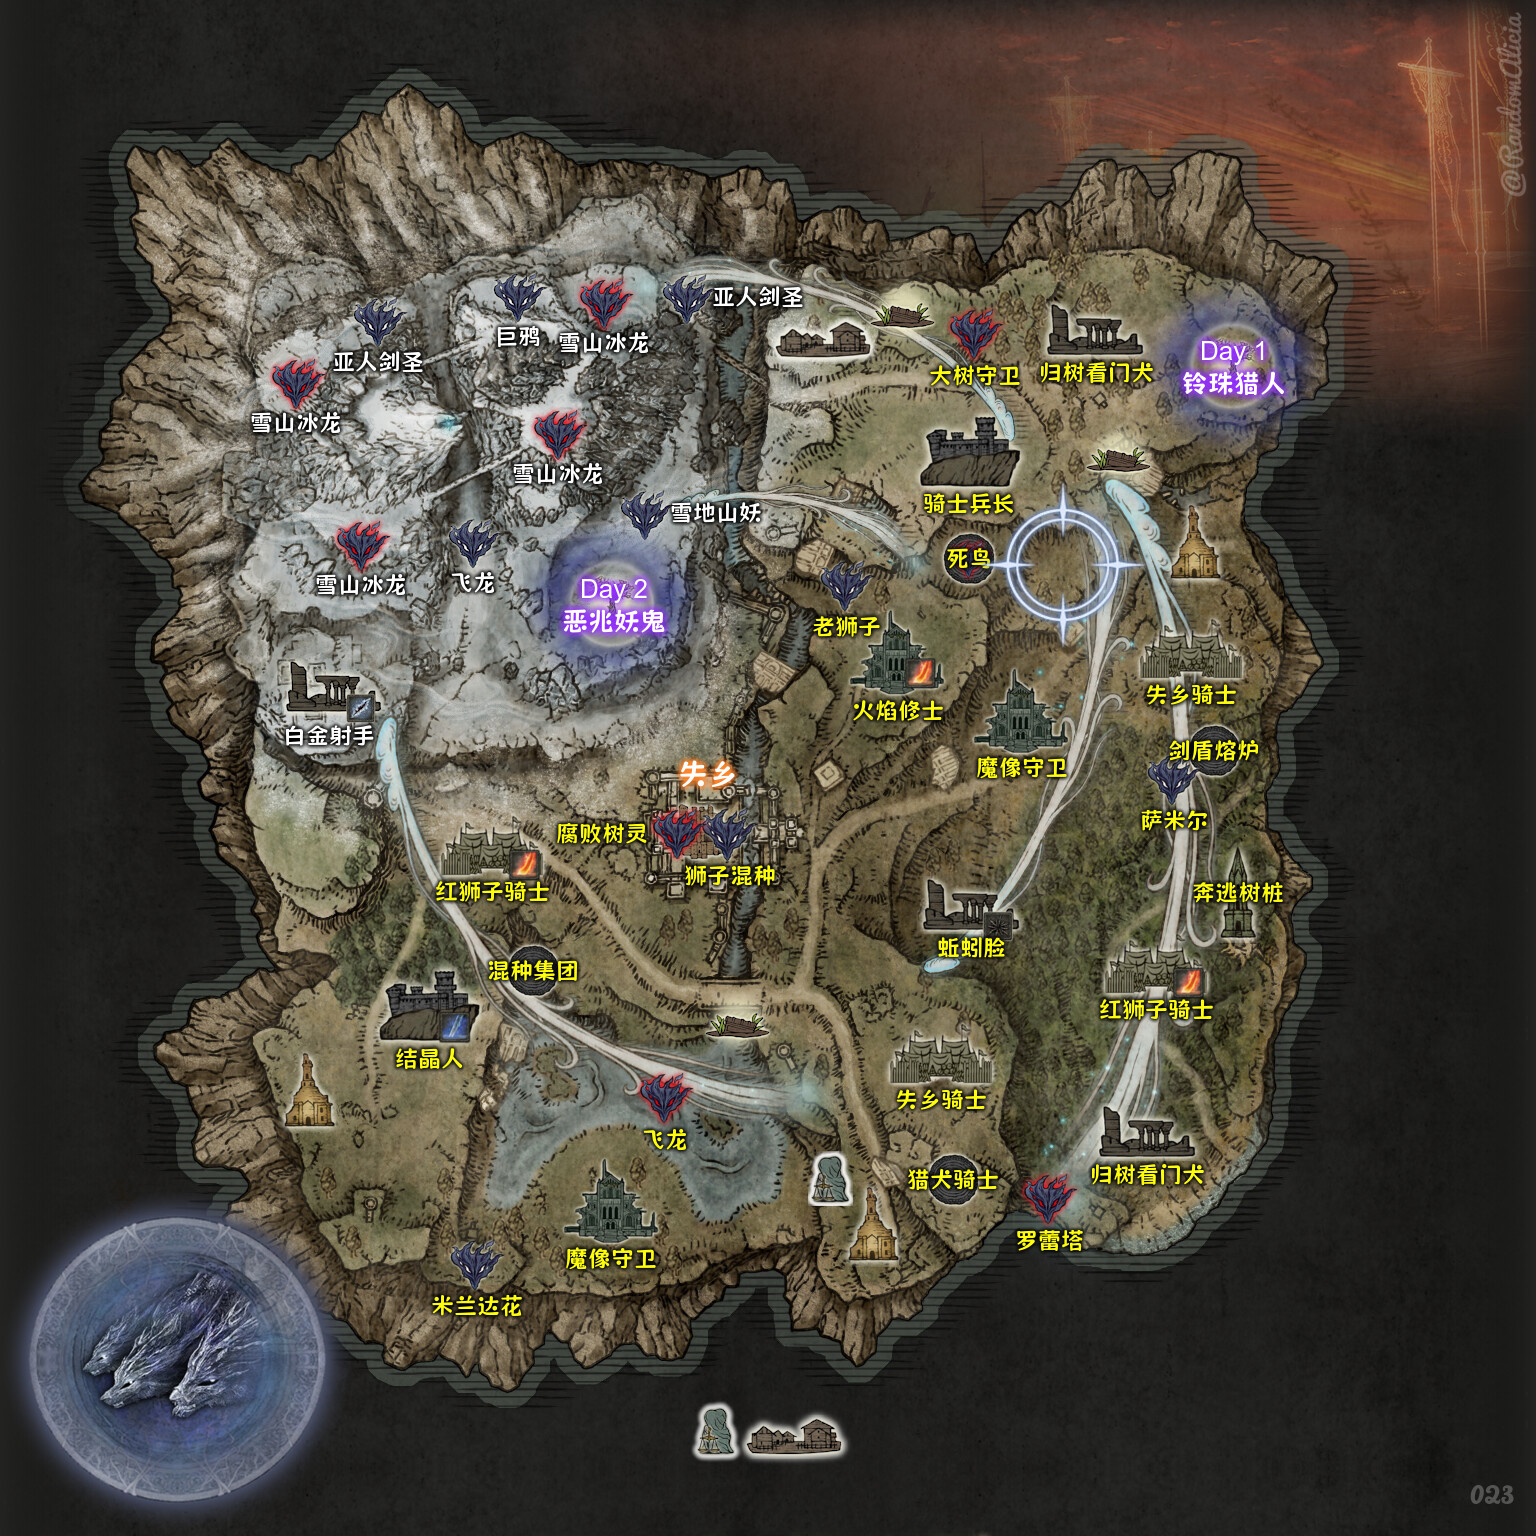 @RandomAlicia
巨鸦
雪山冰龙
亚人剑圣
亚人剑圣
雪山冰龙
大树守卫
归树看门犬
Day 1
铃珠猎人
雪山冰龙
骑士兵长
雪地山妖
死鸟
雪山冰龙
飞龙
Day 2
恶兆妖鬼
老狮子
火焰修士
失乡骑士
白金射手
魔像守卫
剑盾熔炉
失乡
萨米尔
腐败树灵
狮子混种
红狮子骑士
奔逃树桩
蚯蚓脸
混种集团
红狮子骑士
结晶人
失乡骑士
飞龙
猎犬骑士
归树看门犬
罗蕾塔
魔像守卫
米兰达花
023